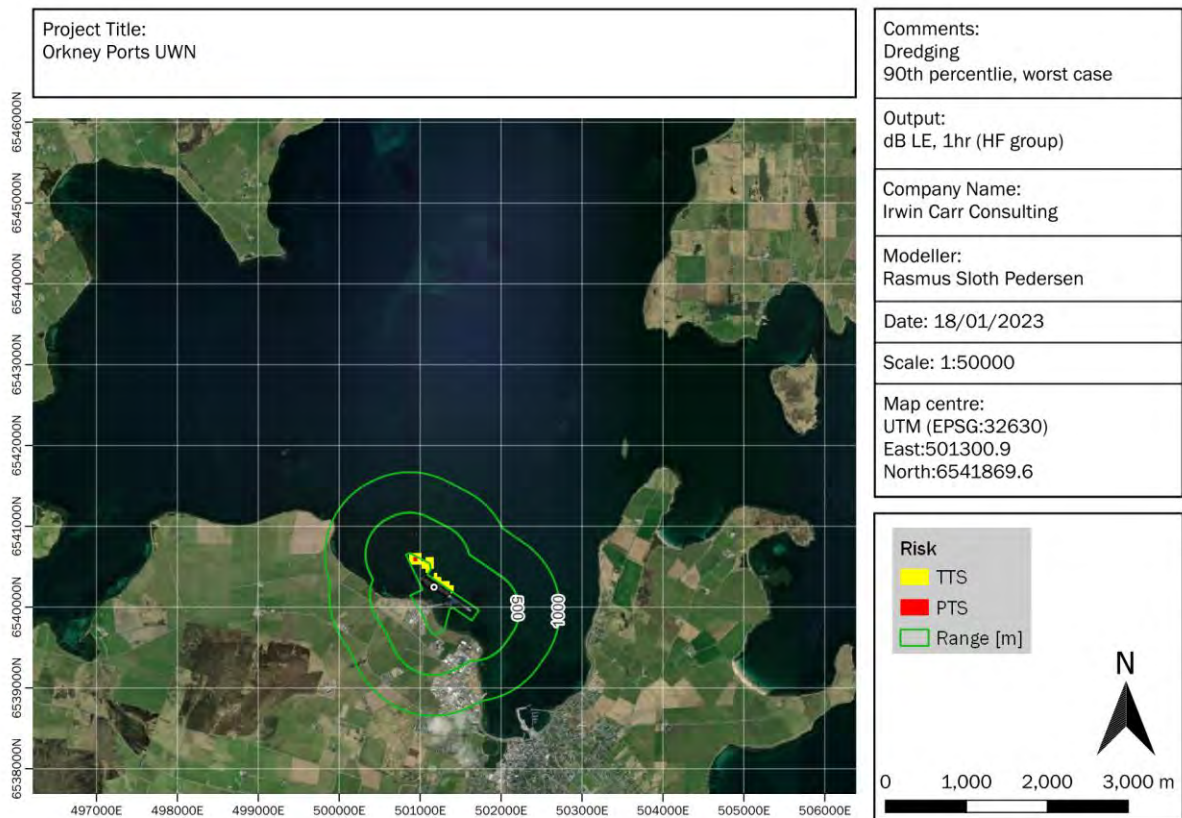 Project Title:
Orkney Ports UWN
Comments:
Dredging
90th percentlie, worst case
Output:
dB LE, 1hr (HF group)
Company Name:
Irwin Carr Consulting
Modeller:
Rasmus Sloth Pedersen
Date: 18/01/2023
Scale: 1:50000
Map centre:
UTM (EPSG:32630)
East:501300.9
North:6541869.6
6546000N
6545000N
6544000N
6543000N
6542000N
6541000N
6540000N
6539000N
6538000N
500
1000
497000E
498000E
499000E
500000E
501000E
502000E
503000E
504000E
505000E
506000E
Risk
TTS
PTS
Range [m]
N
0 1,000 2,000 3,000 m